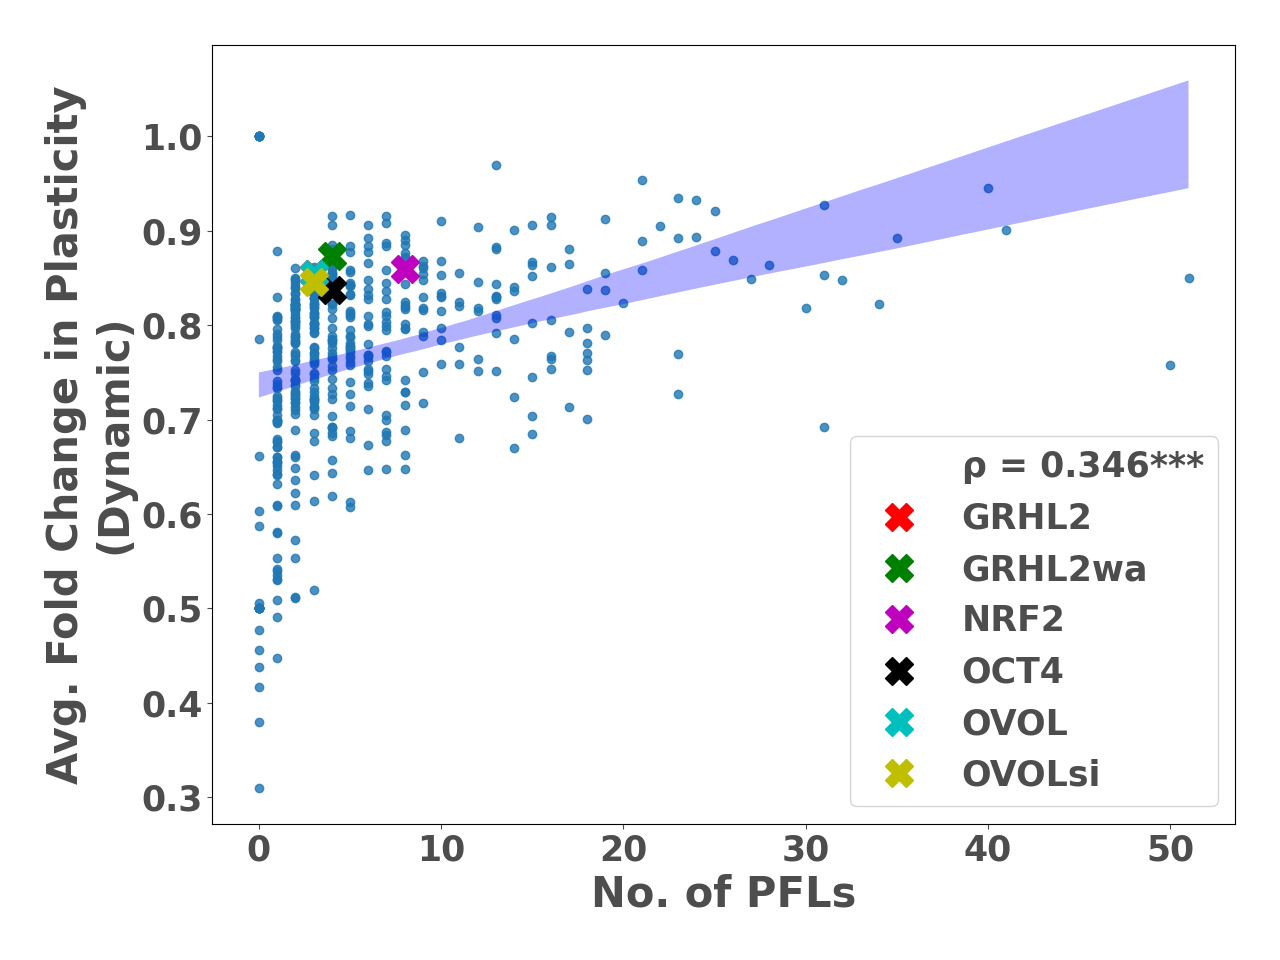 Avg. Fold Change in Plasticity
(Dynamic)
1.0
0.9
0.8
0.7
0.6
0.5
0.4
0.3
0
10
20
30
40
50
No. of PFLs
ρ = 0.346***
GRHL2
GRHL2wa
NRF2
OCT4
OVOL
OVOLsi